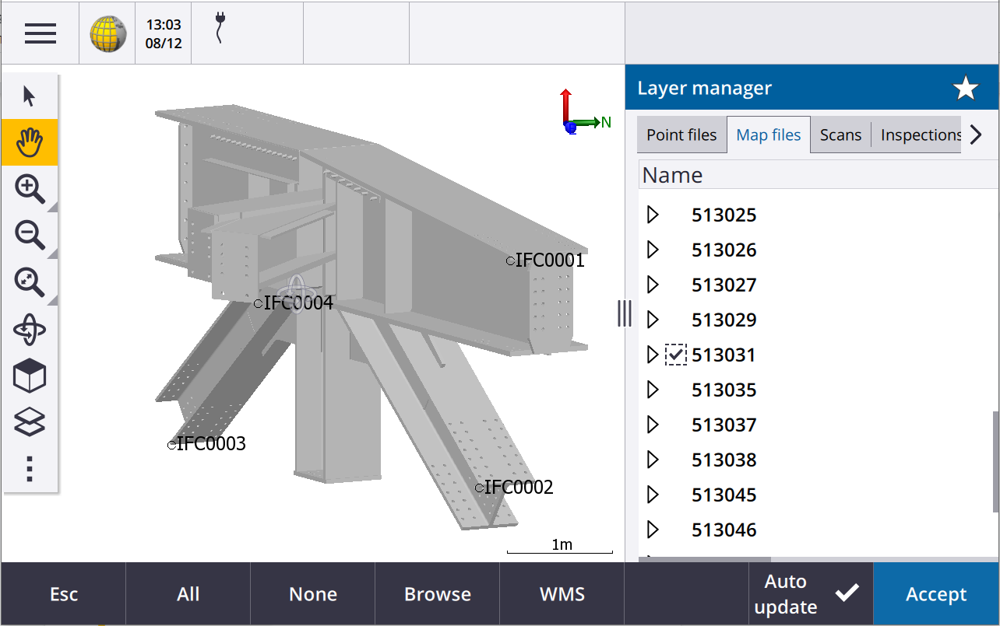 13:03
08/12
Layer manager
Point files
Map files
Scans
Inspections
Name
513025
513026
513027
513029
513031
513035
513037
513038
513045
513046
N
IFC0001
IFC0004
IFC0003
IFC0002
1m
Esc
All
None
Browse
WMS
Auto
update
Accept